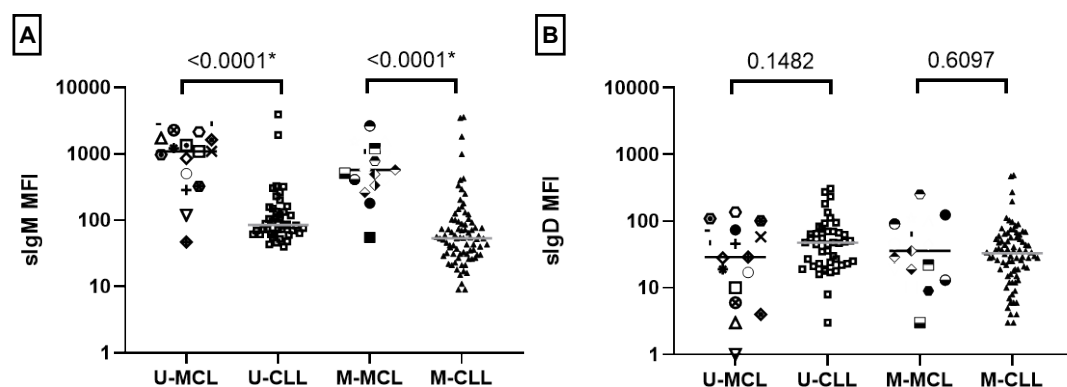 A
<0.0001*
<0.0001*
10000
1000
100
10
1
sIgM MFI
U-MCL
U-CLL
M-MCL
M-CLL
B
0.1482
0.6097
10000
1000
100
10
1
sIgD MFI
U-MCL
U-CLL
M-MCL
M-CLL